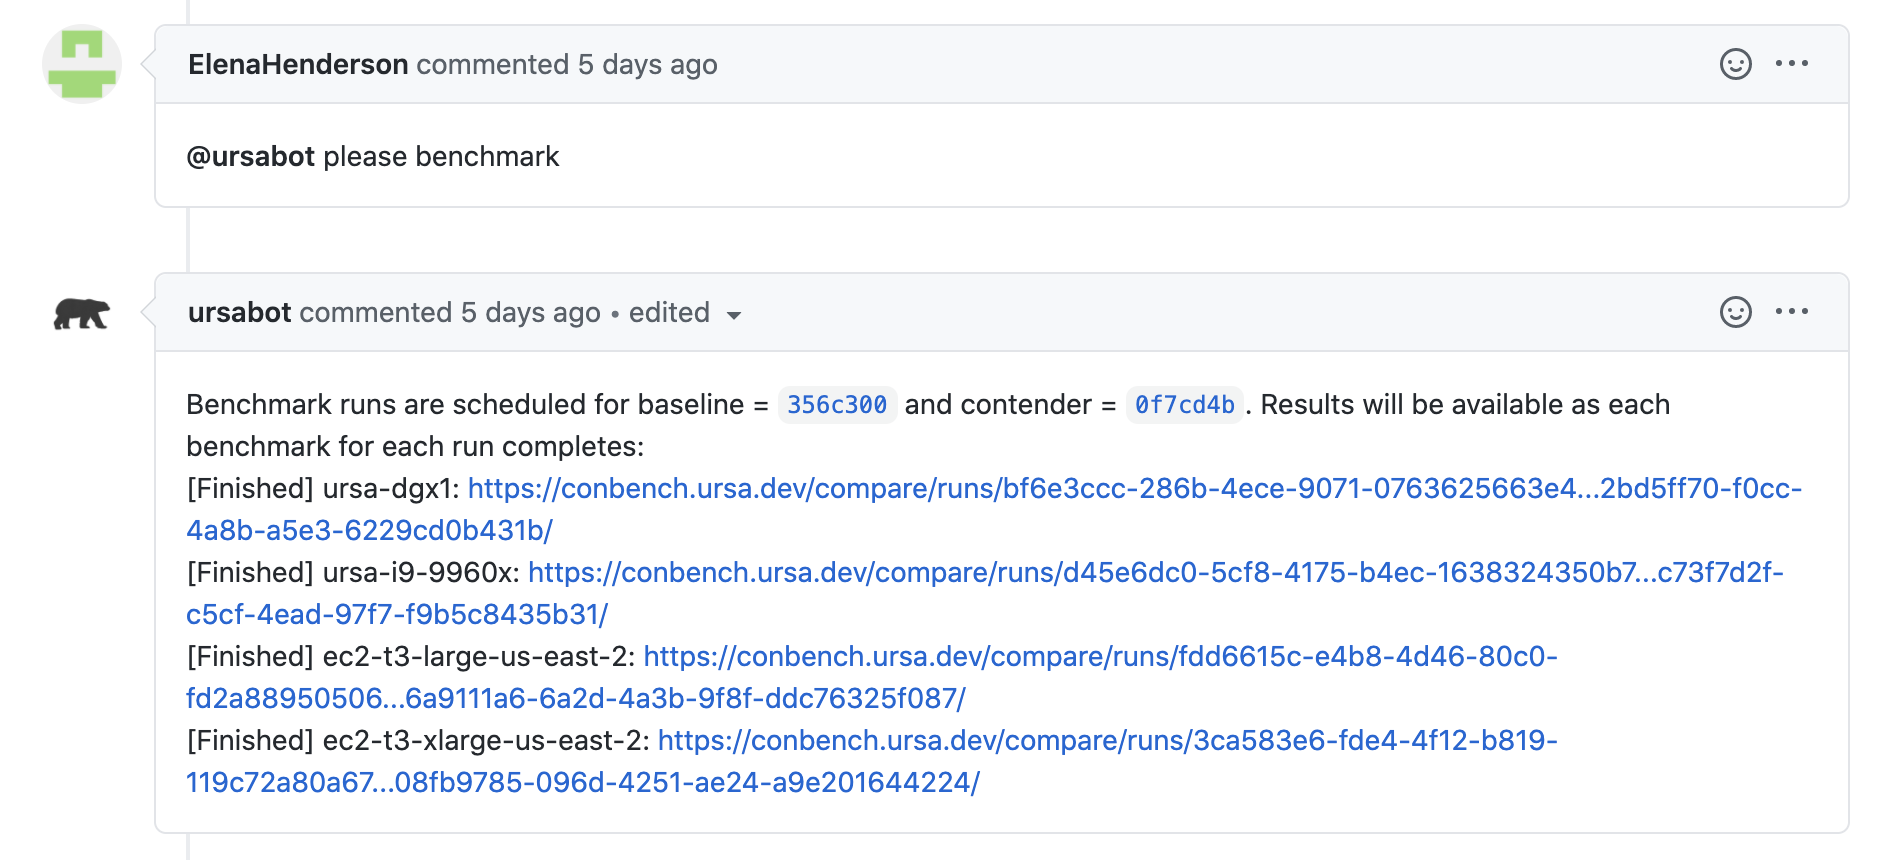 ElenaHenderson commented 5 days ago
@ursabot please benchmark
ursabot commented 5 days ago • edited
Benchmark runs are scheduled for baseline = 356c300 and contender = 0f7cd4b. Results will be available as each
benchmark for each run completes:
[Finished] ursa-dgx1: https://conbench.ursa.dev/compare/runs/bf6e3ccc-286b-4ece-9071-0763625663e4...2bd5ff70-f0cc-
4a8b-a5e3-6229cd0b431b/
[Finished] ursa-i9-9960x: https://conbench.ursa.dev/compare/runs/d45e6dc0-5cf8-4175-b4ec-1638324350b7...c73f7d2f-
c5cf-4ead-97f7-f9b5c8435b31/
[Finished] ec2-t3-large-us-east-2: https://conbench.ursa.dev/compare/runs/fdd6615c-e4b8-4d46-80c0-
fd2a88950506...6a9111a6-6a2d-4a3b-9f8f-ddc76325f087/
[Finished] ec2-t3-xlarge-us-east-2: https://conbench.ursa.dev/compare/runs/3ca583e6-fde4-4f12-b819-
119c72a80a67...08fb9785-096d-4251-ae24-a9e201644224/